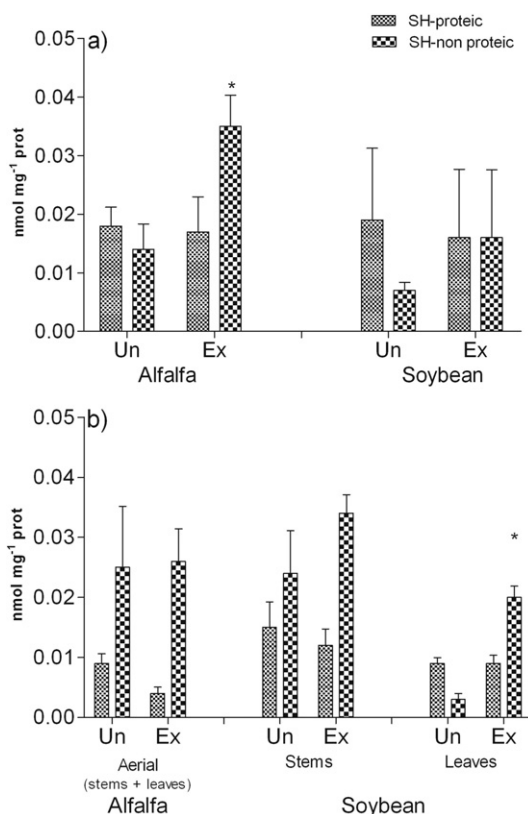 SH-proteic
SH-non proteic
a)
0.05
0.04
0.03
0.02
0.01
0.00
nmol mg-1 prot
*
Un Ex Un Ex
Alfalfa Soybean
b)
0.05
0.04
0.03
0.02
0.01
0.00
nmol mg-1 prot
*
Un Ex Un Ex Un Ex
Aerial Stems Leaves
(stems + leaves)
Alfalfa Soybean